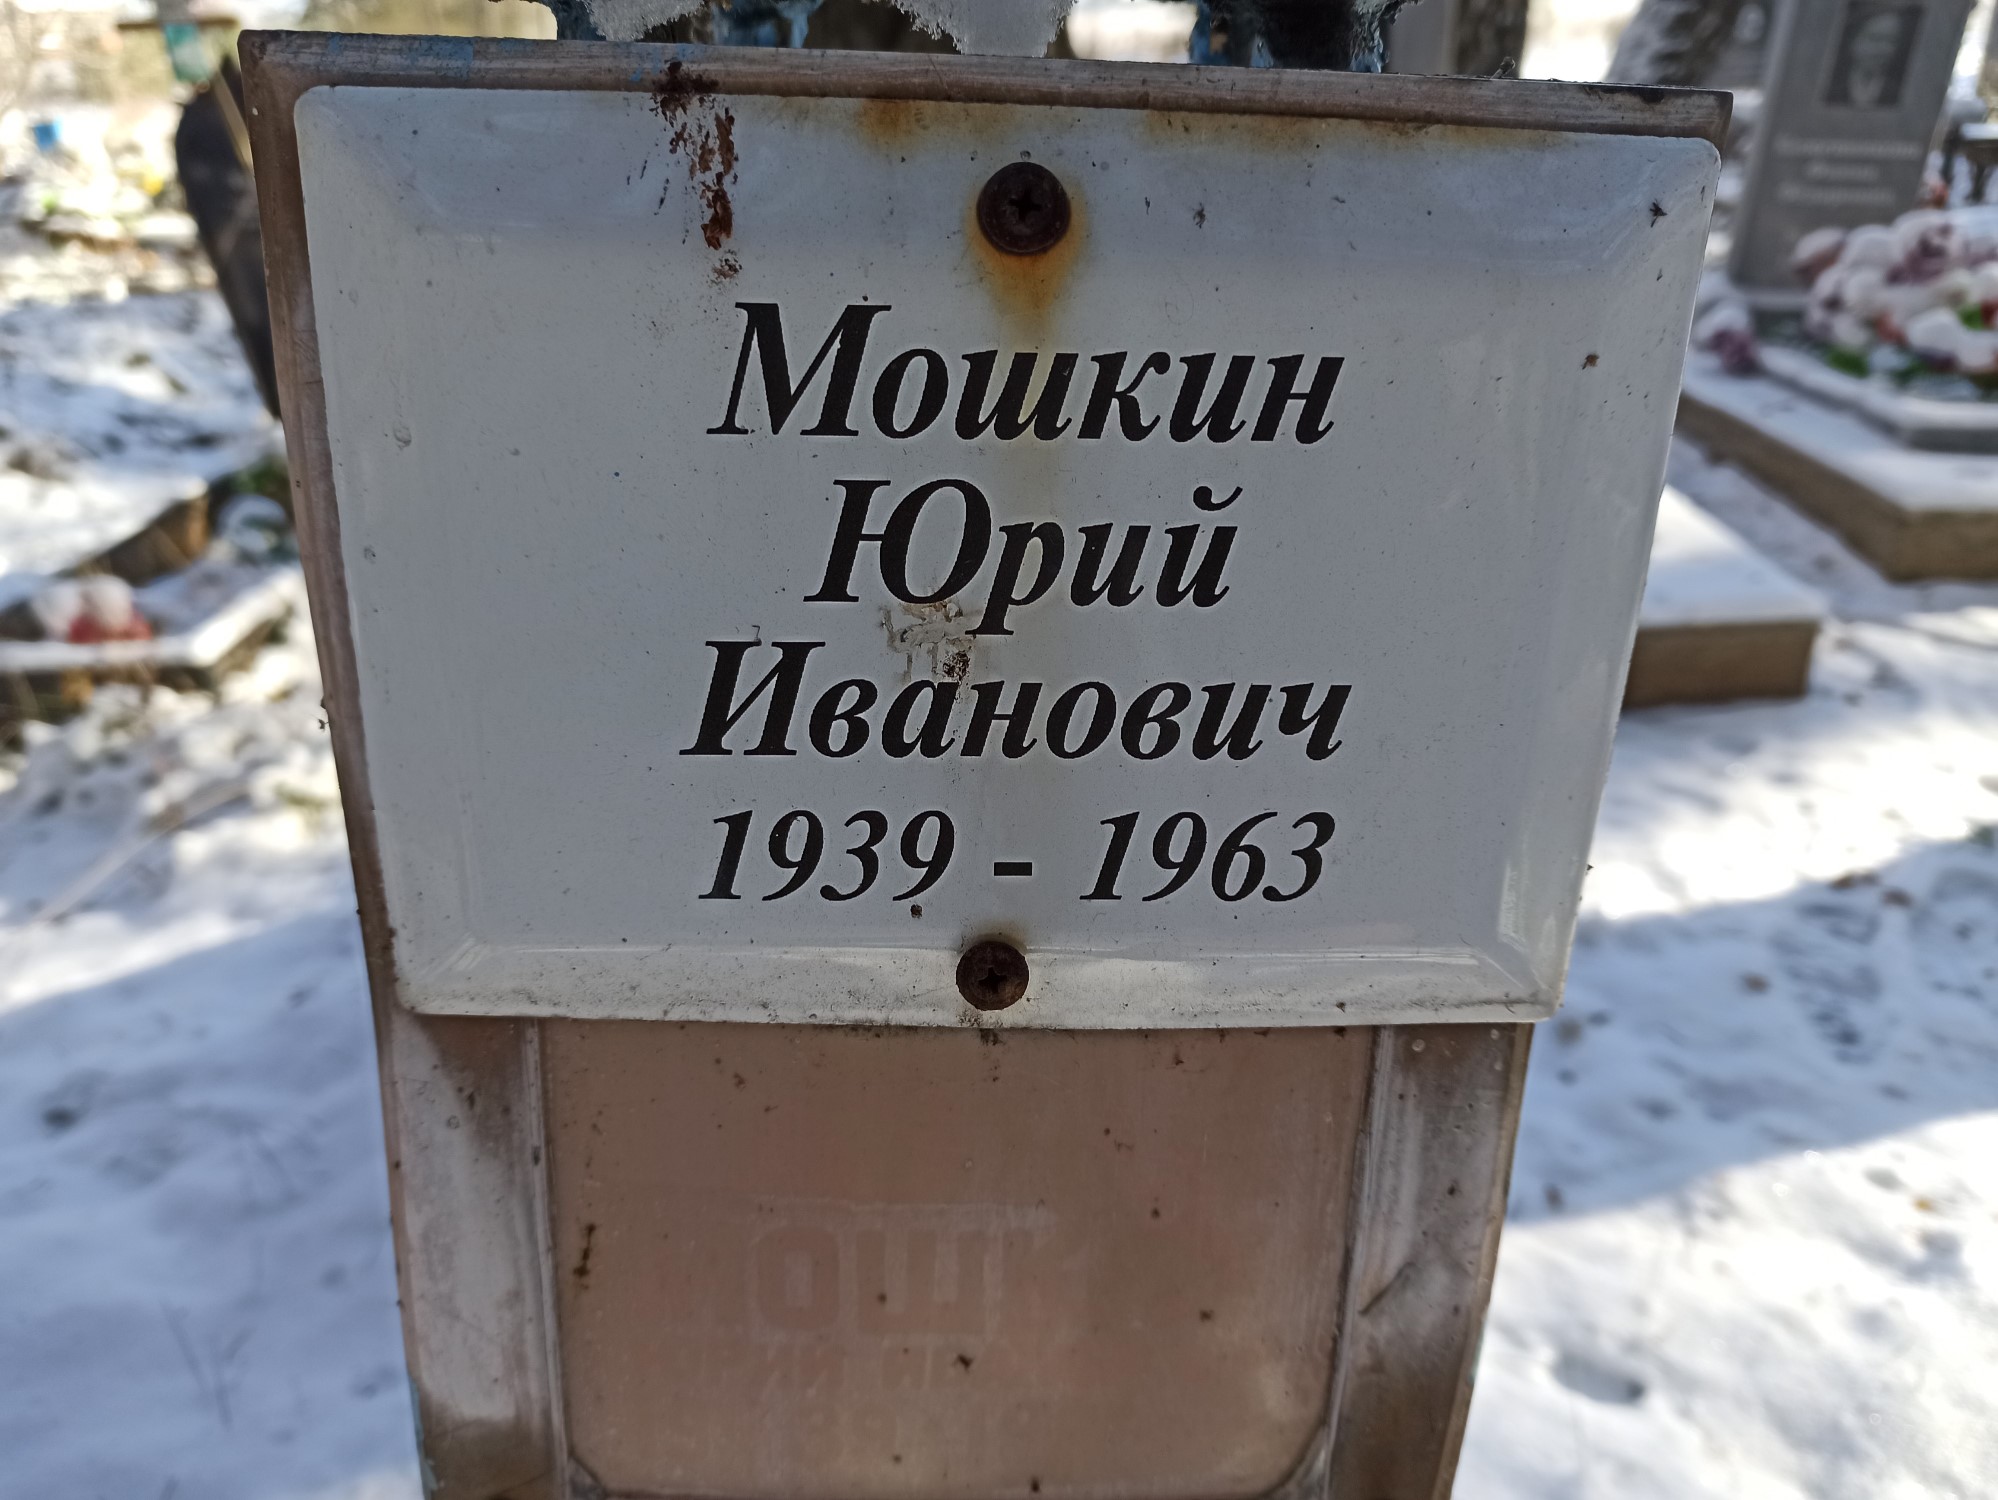 Мошкин
Юрий
Иванович
1939 - 1963